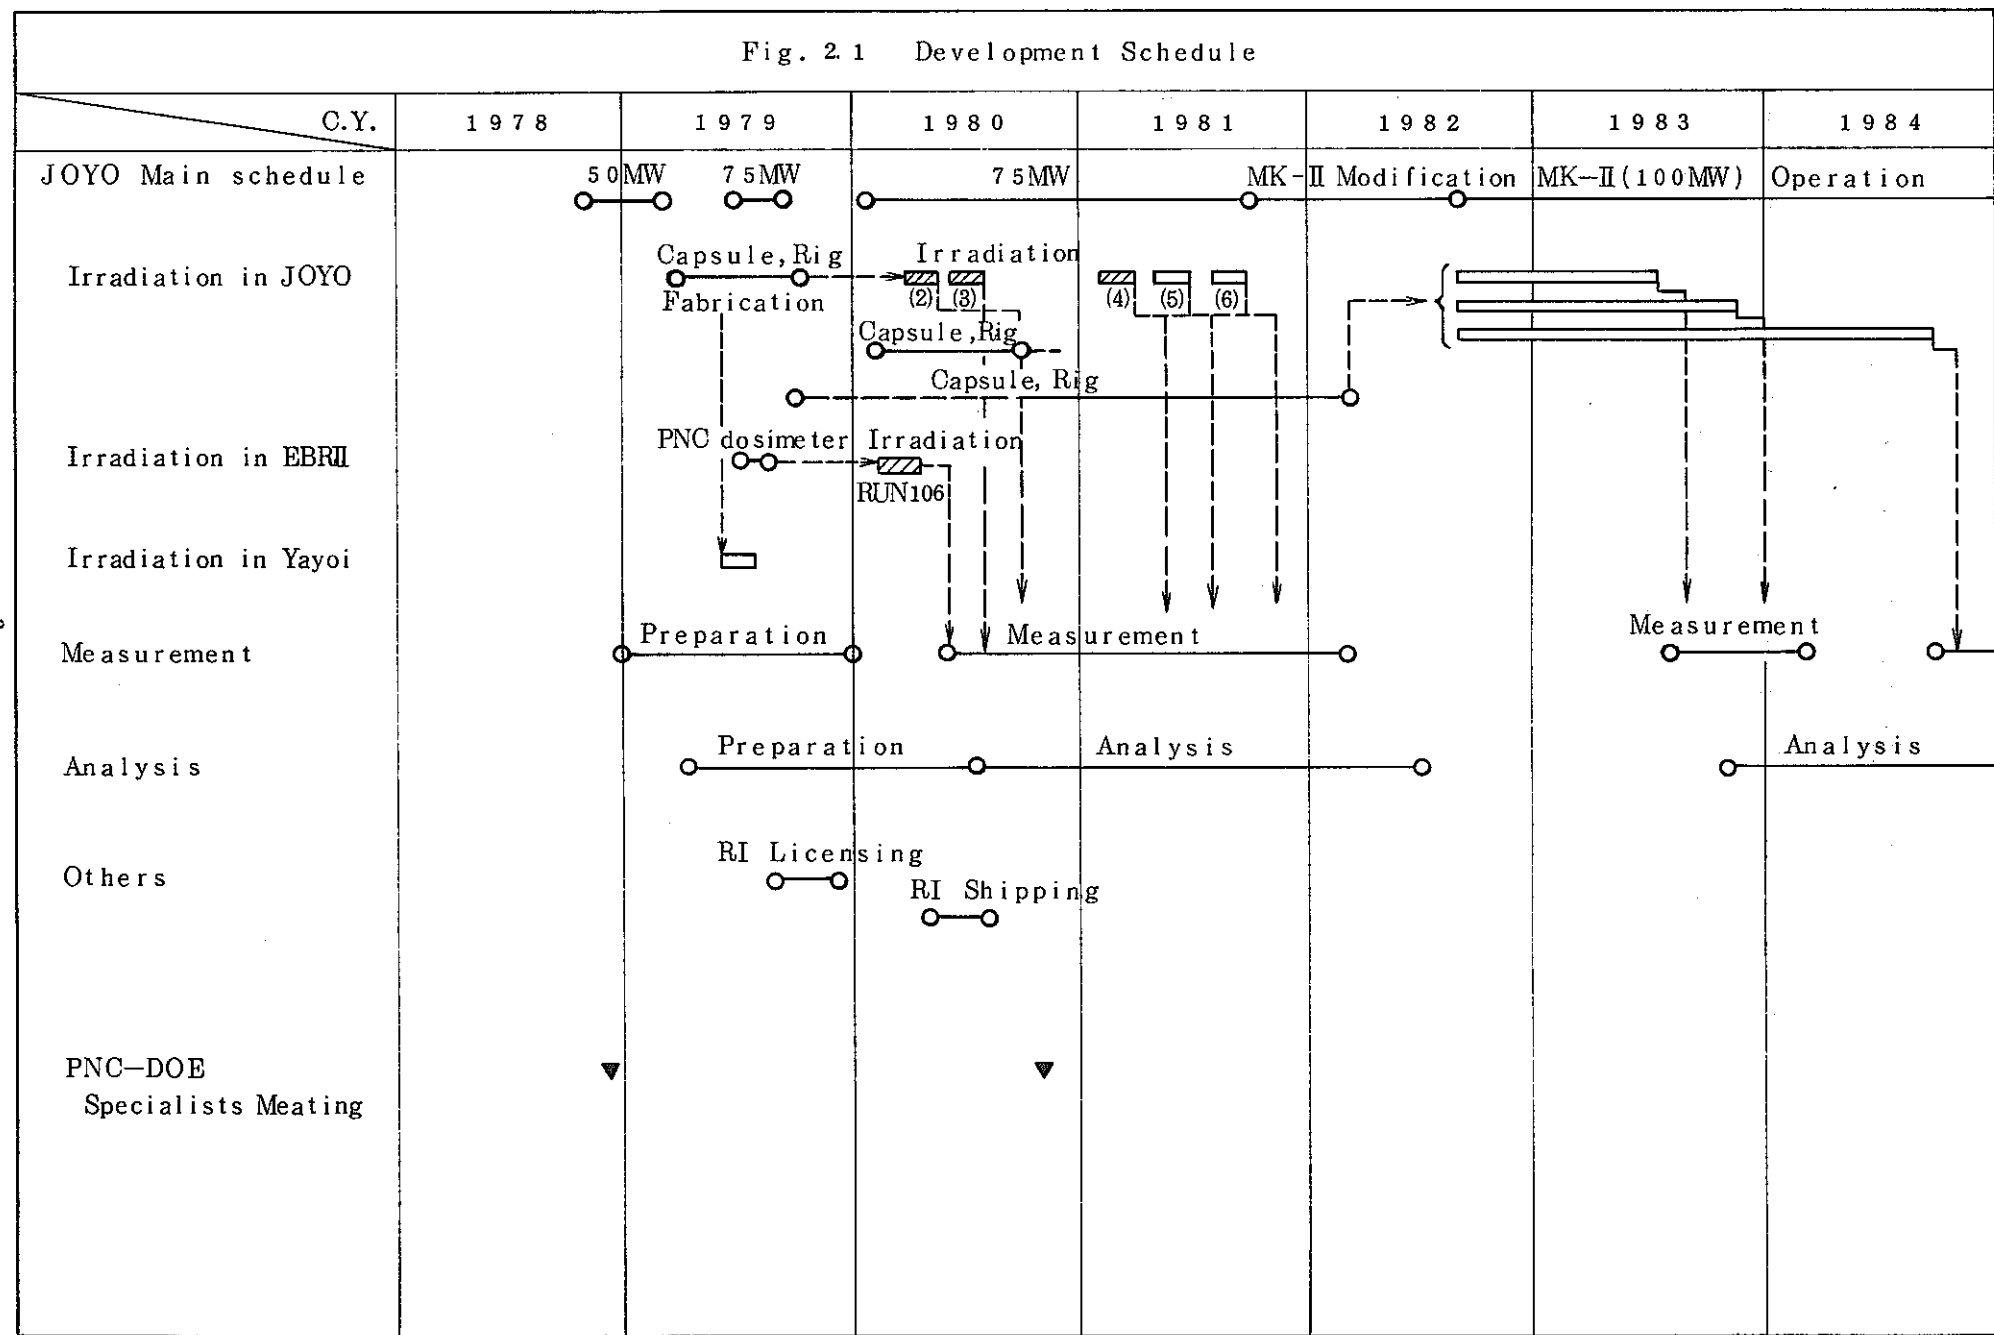 Fig. 2.1 Development Schedule
C.Y. 1978 1979 1980 1981 1982 1983 1984
JOYO Main schedule 50MW 75MW 75MW MK-II Modification MK-II(100MW) Operation
Capsule, Rig Irradiation
Irradiation in JOYO
Fabrication (2) (3) (4) (5) (6)
Capsule, Rig
Capsule, Rig
PNC dosimeter Irradiation
Irradiation in EBRII
RUN106
Irradiation in Yayoi
Preparation Measurement Measurement
Measurement
Preparation Analysis Analysis
Analysis
RI Licensing
Others
RI Shipping
PNC-DOE
Specialists Meating